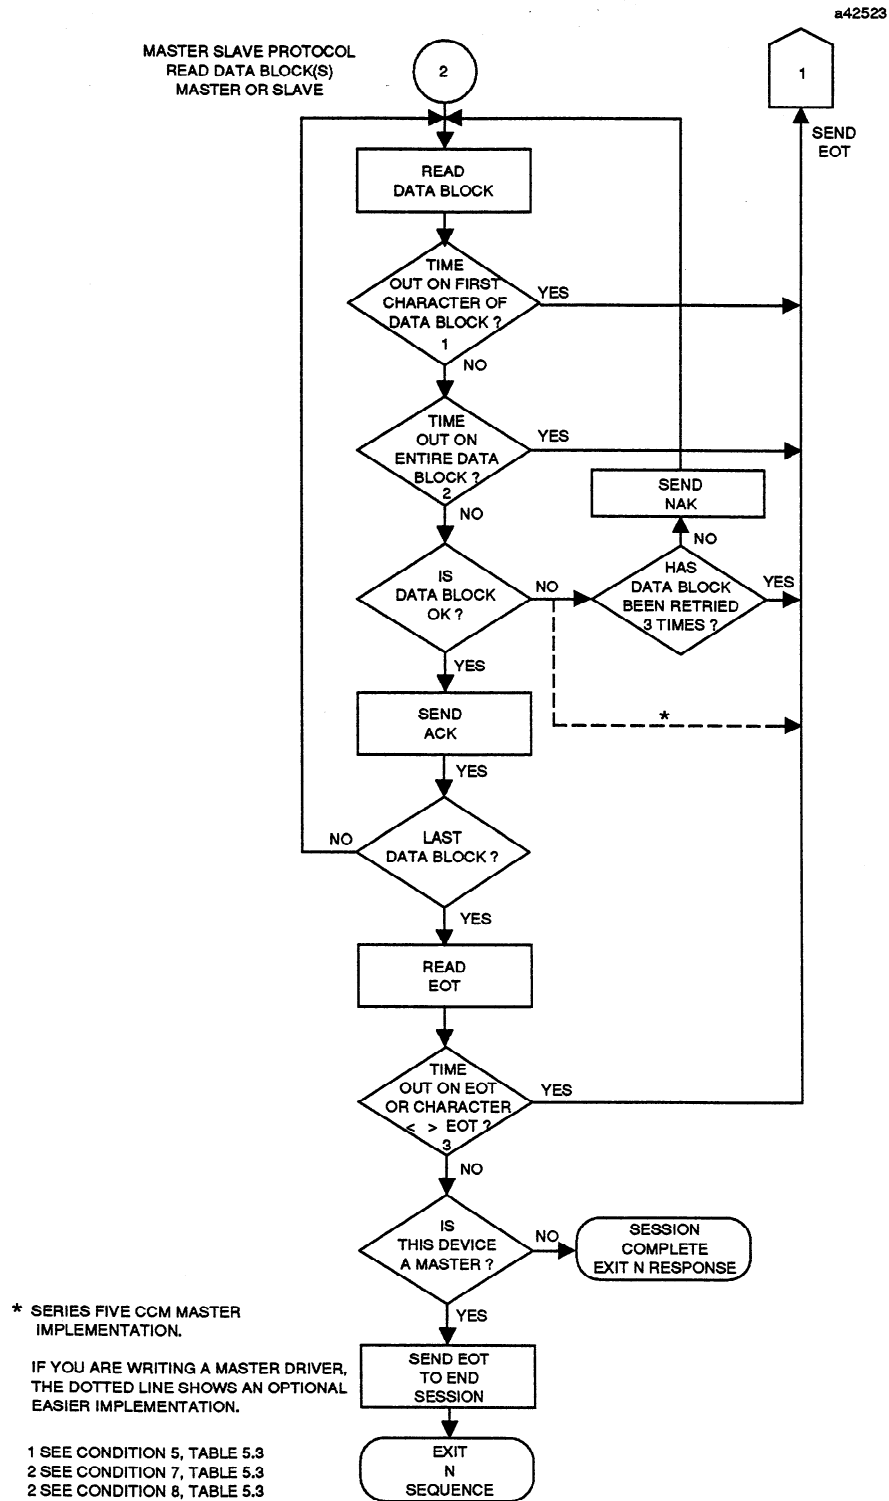 a42523
MASTER SLAVE PROTOCOL
READ DATA BLOCK(S)
MASTER OR SLAVE
2
1
SEND
EOT
READ
DATA BLOCK
TIME
OUT ON FIRST
CHARACTER OF
DATA BLOCK ?
1
YES
NO
TIME
OUT ON
ENTIRE DATA
BLOCK ?
2
YES
NO
SEND
NAK
NO
IS
DATA BLOCK
OK ?
NO
HAS
DATA BLOCK
BEEN RETRIED
3 TIMES ?
YES
YES
SEND
ACK
*
YES
LAST
DATA BLOCK ?
NO
YES
READ
EOT
TIME
OUT ON EOT
OR CHARACTER
< > EOT ?
3
YES
NO
IS
THIS DEVICE
A MASTER ?
NO
SESSION
COMPLETE
EXIT N RESPONSE
YES
SEND EOT
TO END
SESSION
EXIT
N
SEQUENCE
* SERIES FIVE CCM MASTER
IMPLEMENTATION.
IF YOU ARE WRITING A MASTER DRIVER,
THE DOTTED LINE SHOWS AN OPTIONAL
EASIER IMPLEMENTATION.
1 SEE CONDITION 5, TABLE 5.3
2 SEE CONDITION 7, TABLE 5.3
2 SEE CONDITION 8, TABLE 5.3